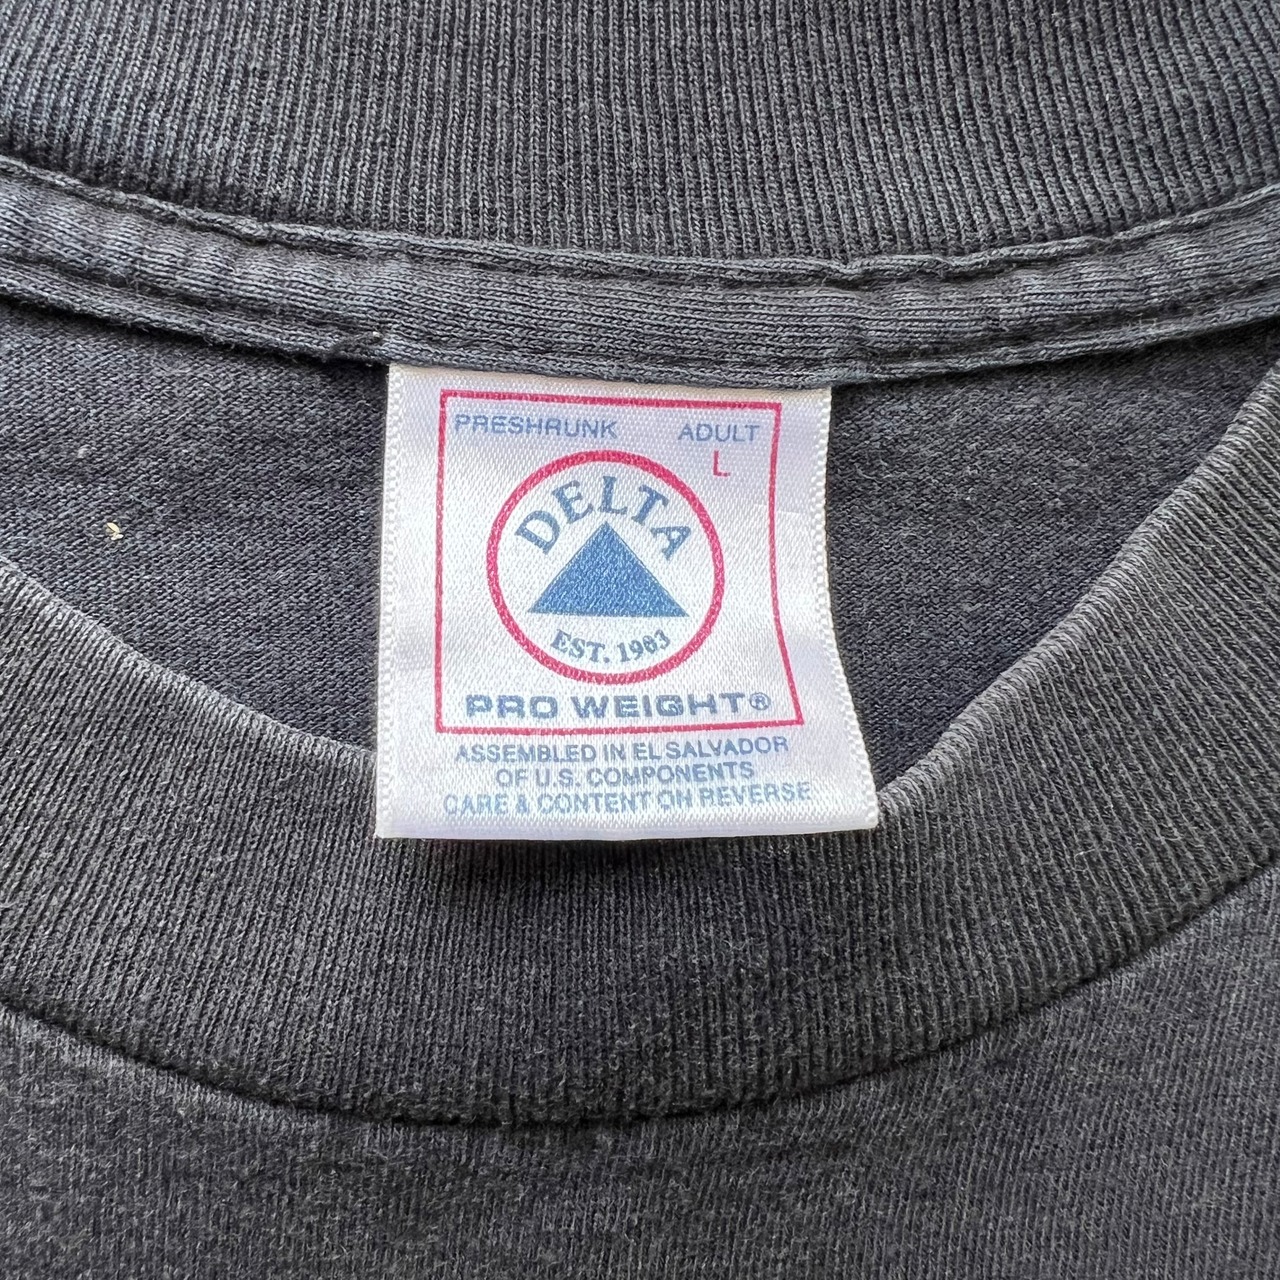 PRESHRUNK ADULT
L
DELTA
EST. 1983
PRO WEIGHT®
ASSEMBLED IN EL SALVADOR
OF U.S. COMPONENTS
CARE & CONTENT ON REVERSE